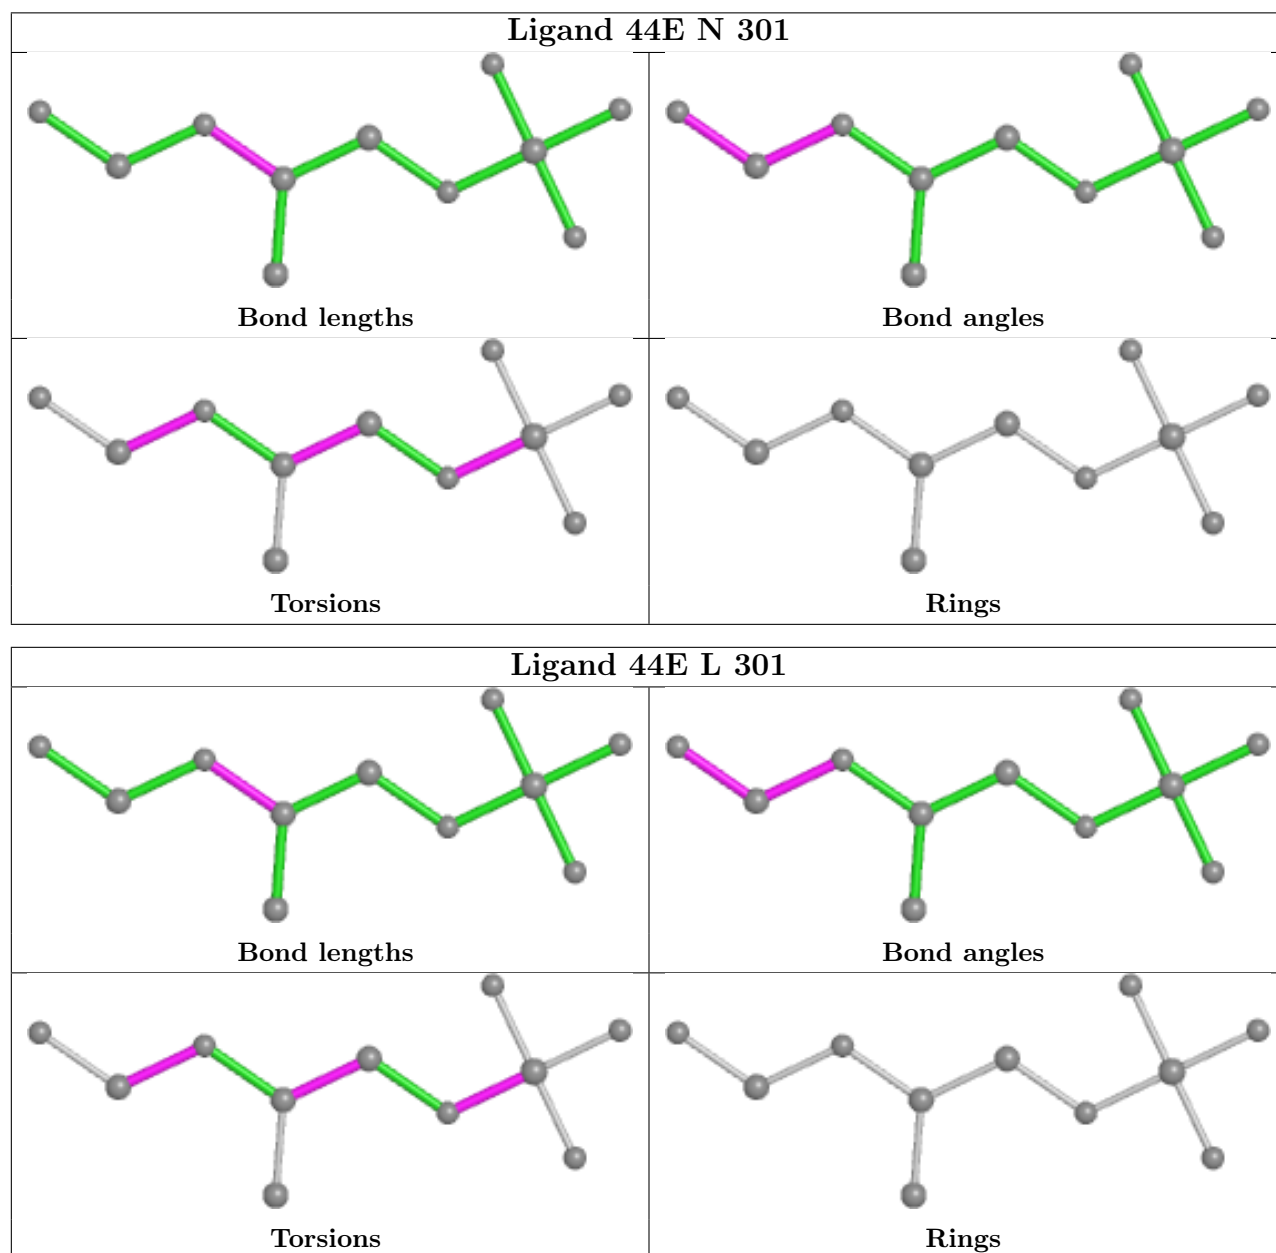 Ligand 44E N 301
Bond lengths
Bond angles
Torsions
Rings
Ligand 44E L 301
Bond lengths
Bond angles
Torsions
Rings